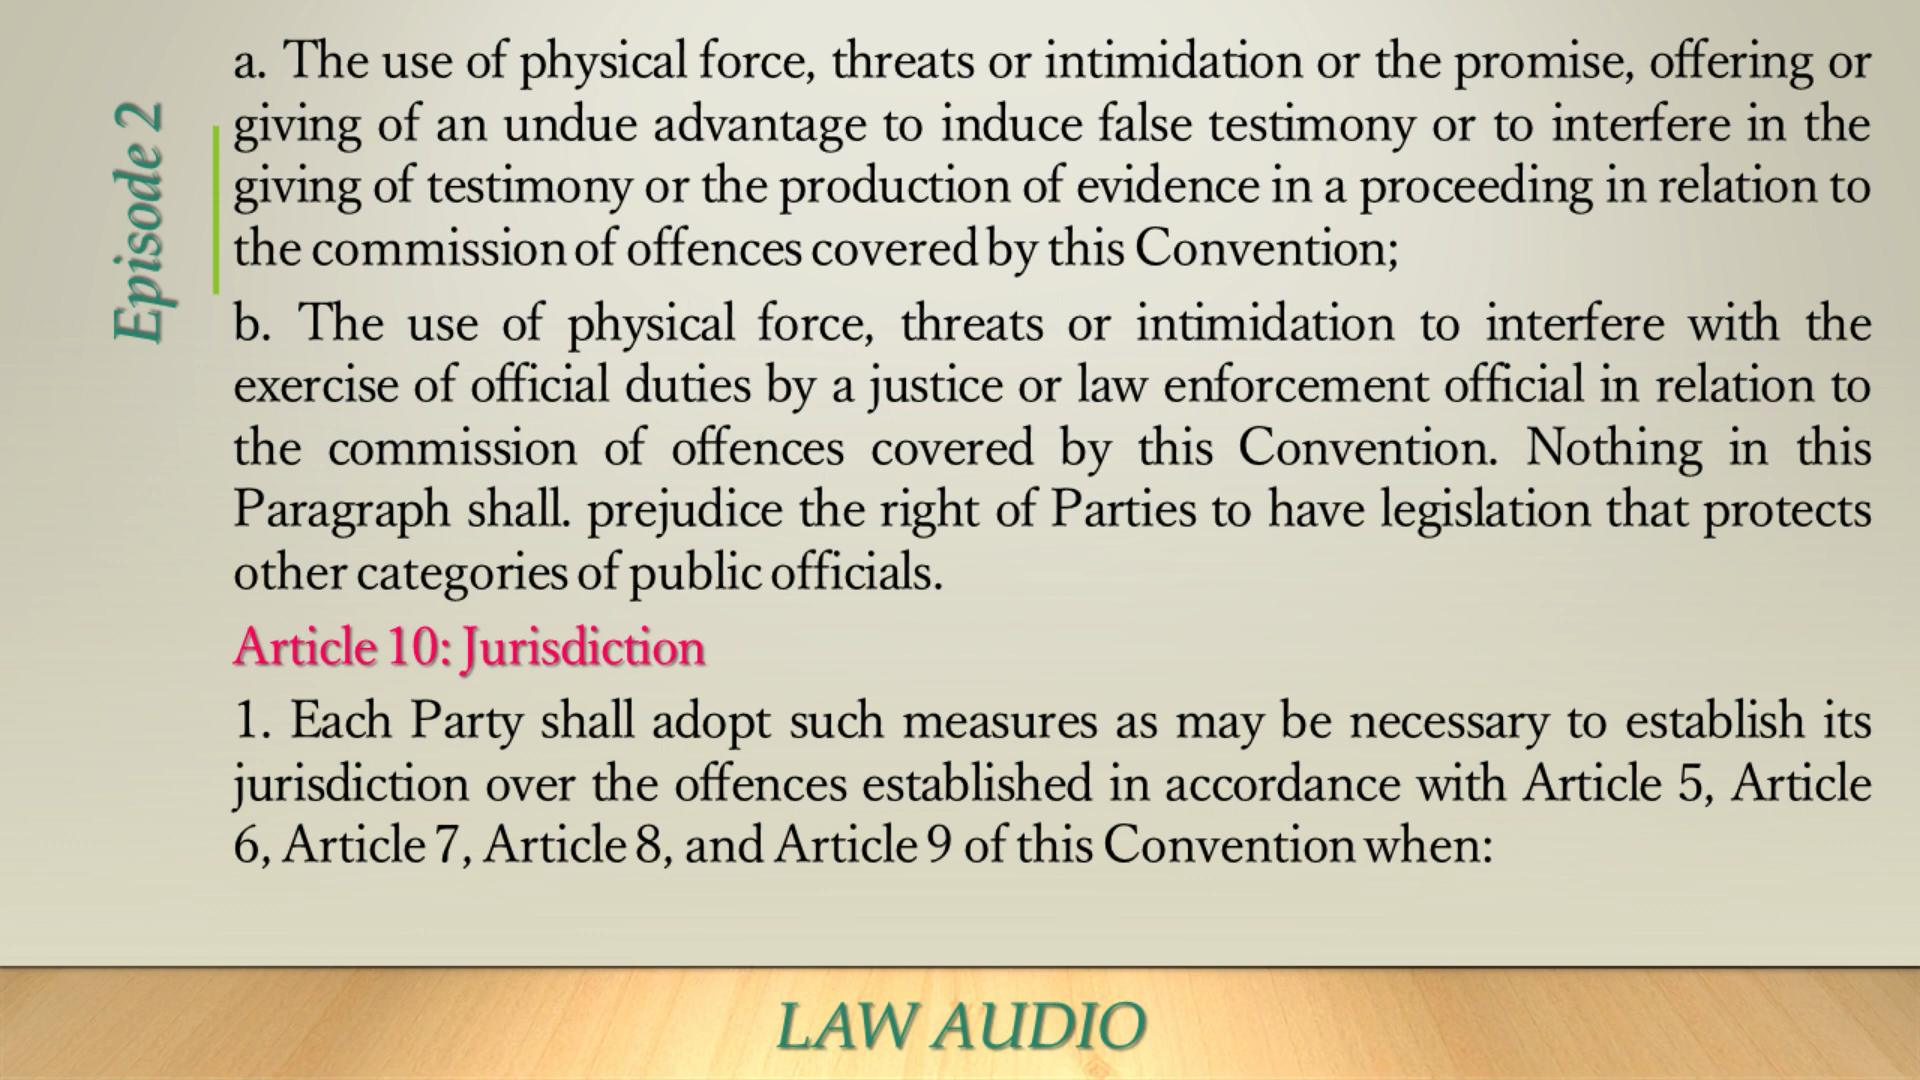 Episode 2
a. The use of physical force, threats or intimidation or the promise, offering or
giving of an undue advantage to induce false testimony or to interfere in the
giving of testimony or the production of evidence in a proceeding in relation to
the commission of offences covered by this Convention;
b. The use of physical force, threats or intimidation to interfere with the
exercise of official duties by a justice or law enforcement official in relation to
the commission of offences covered by this Convention. Nothing in this
Paragraph shall. prejudice the right of Parties to have legislation that protects
other categories of public officials.
Article 10: Jurisdiction
1. Each Party shall adopt such measures as may be necessary to establish its
jurisdiction over the offences established in accordance with Article 5, Article
6, Article 7, Article 8, and Article 9 of this Convention when:
LAW AUDIO